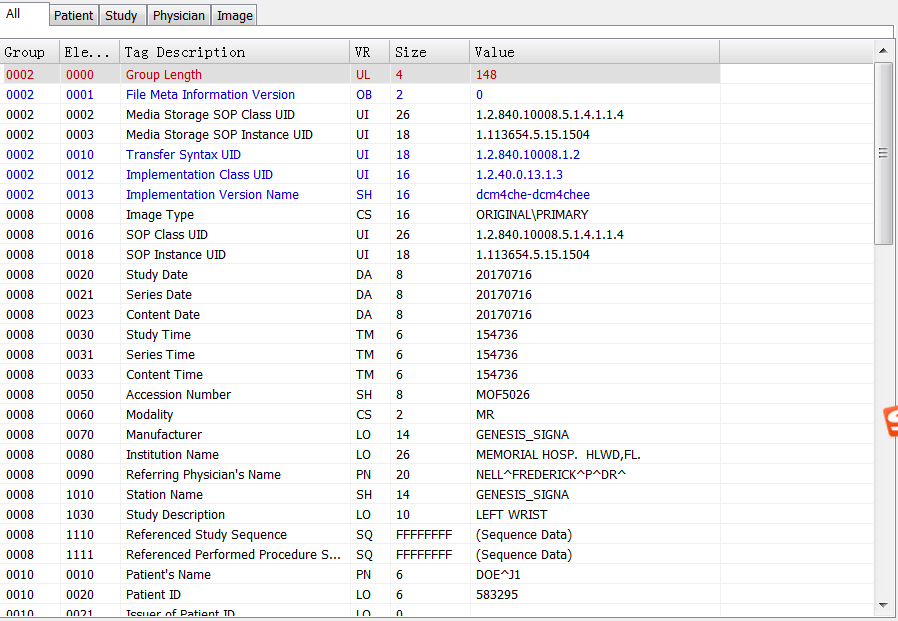 All Patient Study Physician Image
Group Ele... Tag Description VR Size Value
0002 0000 Group Length UL 4 148
0002 0001 File Meta Information Version OB 2 0
0002 0002 Media Storage SOP Class UID UI 26 1.2.840.10008.5.1.4.1.1.4
0002 0003 Media Storage SOP Instance UID UI 18 1.113654.5.15.1504
0002 0010 Transfer Syntax UID UI 18 1.2.840.10008.1.2
0002 0012 Implementation Class UID UI 16 1.2.40.0.13.1.3
0002 0013 Implementation Version Name SH 16 dcm4che-dcm4chee
0008 0008 Image Type CS 16 ORIGINAL\PRIMARY
0008 0016 SOP Class UID UI 26 1.2.840.10008.5.1.4.1.1.4
0008 0018 SOP Instance UID UI 18 1.113654.5.15.1504
0008 0020 Study Date DA 8 20170716
0008 0021 Series Date DA 8 20170716
0008 0023 Content Date DA 8 20170716
0008 0030 Study Time TM 6 154736
0008 0031 Series Time TM 6 154736
0008 0033 Content Time TM 6 154736
0008 0050 Accession Number SH 8 MOF5026
0008 0060 Modality CS 2 MR
0008 0070 Manufacturer LO 14 GENESIS_SIGNA
0008 0080 Institution Name LO 26 MEMORIAL HOSP.  HLWD,FL.
0008 0090 Referring Physician's Name PN 20 NELL^FREDERICK^P^DR^
0008 1010 Station Name SH 14 GENESIS_SIGNA
0008 1030 Study Description LO 10 LEFT WRIST
0008 1110 Referenced Study Sequence SQ FFFFFFFF (Sequence Data)
0008 1111 Referenced Performed Procedure S... SQ FFFFFFFF (Sequence Data)
0010 0010 Patient's Name PN 6 DOE^J1
0010 0020 Patient ID LO 6 583295
0010 0021 Issuer of Patient ID LO 0